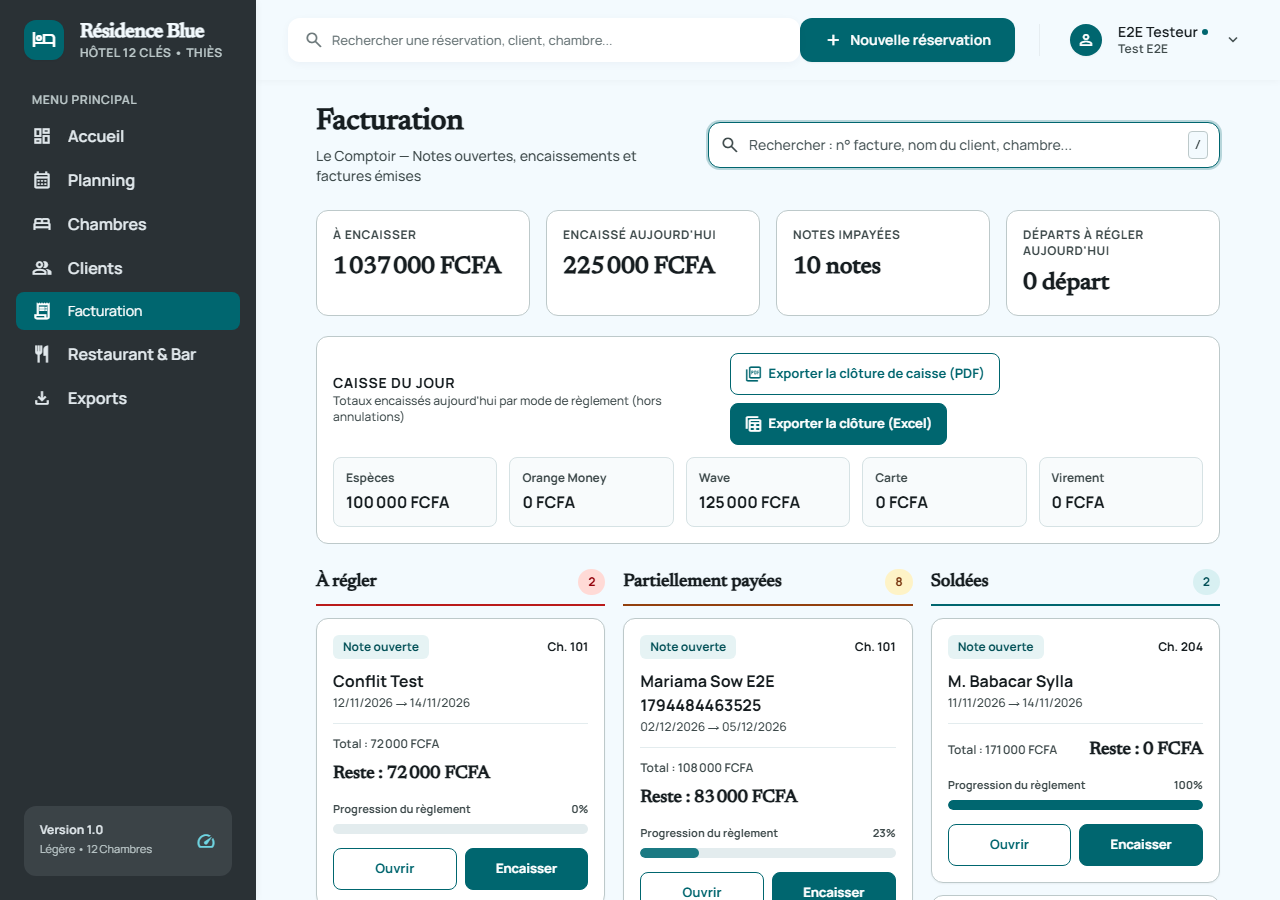 Résidence Blue
HÔTEL 12 CLÉS • THIÈS
MENU PRINCIPAL
Accueil
Planning
Chambres
Clients
Facturation
Restaurant & Bar
Exports
Version 1.0
Légère • 12 Chambres
Rechercher une réservation, client, chambre...
+ Nouvelle réservation
E2E Testeur
Test E2E
Facturation
Le Comptoir — Notes ouvertes, encaissements et
factures émises
Rechercher : n° facture, nom du client, chambre...
/
À ENCAISSER
1 037 000 FCFA
ENCAISSÉ AUJOURD'HUI
225 000 FCFA
NOTES IMPAYÉES
10 notes
DÉPARTS À RÉGLER
AUJOURD'HUI
0 départ
CAISSE DU JOUR
Totaux encaissés aujourd'hui par mode de règlement (hors
annulations)
Exporter la clôture de caisse (PDF)
Exporter la clôture (Excel)
Espèces
100 000 FCFA
Orange Money
0 FCFA
Wave
125 000 FCFA
Carte
0 FCFA
Virement
0 FCFA
À régler
2
Note ouverte
Ch. 101
Conflit Test
12/11/2026 → 14/11/2026
Total : 72 000 FCFA
Reste : 72 000 FCFA
Progression du règlement
0%
Ouvrir
Encaisser
Partiellement payées
8
Note ouverte
Ch. 101
Mariama Sow E2E
1794484463525
02/12/2026 → 05/12/2026
Total : 108 000 FCFA
Reste : 83 000 FCFA
Progression du règlement
23%
Ouvrir
Encaisser
Soldées
2
Note ouverte
Ch. 204
M. Babacar Sylla
11/11/2026 → 14/11/2026
Total : 171 000 FCFA
Reste : 0 FCFA
Progression du règlement
100%
Ouvrir
Encaisser